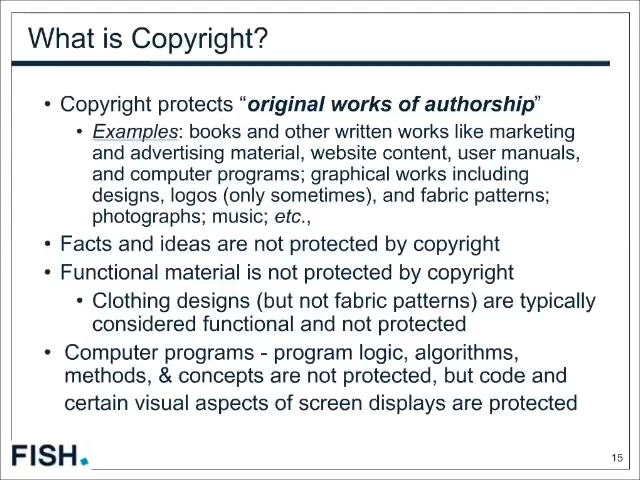 What is Copyright?
• Copyright protects “original works of authorship”
• Examples: books and other written works like marketing
and advertising material, website content, user manuals,
and computer programs; graphical works including
designs, logos (only sometimes), and fabric patterns;
photographs; music; etc.,
• Facts and ideas are not protected by copyright
• Functional material is not protected by copyright
• Clothing designs (but not fabric patterns) are typically
considered functional and not protected
• Computer programs - program logic, algorithms,
methods, & concepts are not protected, but code and
certain visual aspects of screen displays are protected
FISH.
15